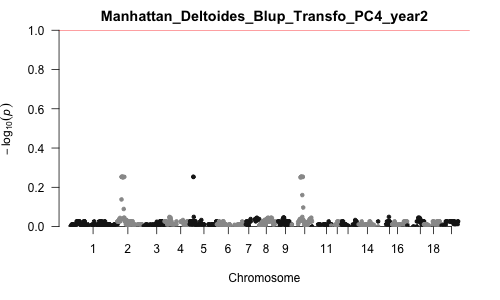 Manhattan_Deltoides_Blup_Transfo_PC4_year2
− log₁₀(p)
1.0
0.8
0.6
0.4
0.2
0.0
1 2 3 4 5 6 7 8 9 11 14 16 18
Chromosome